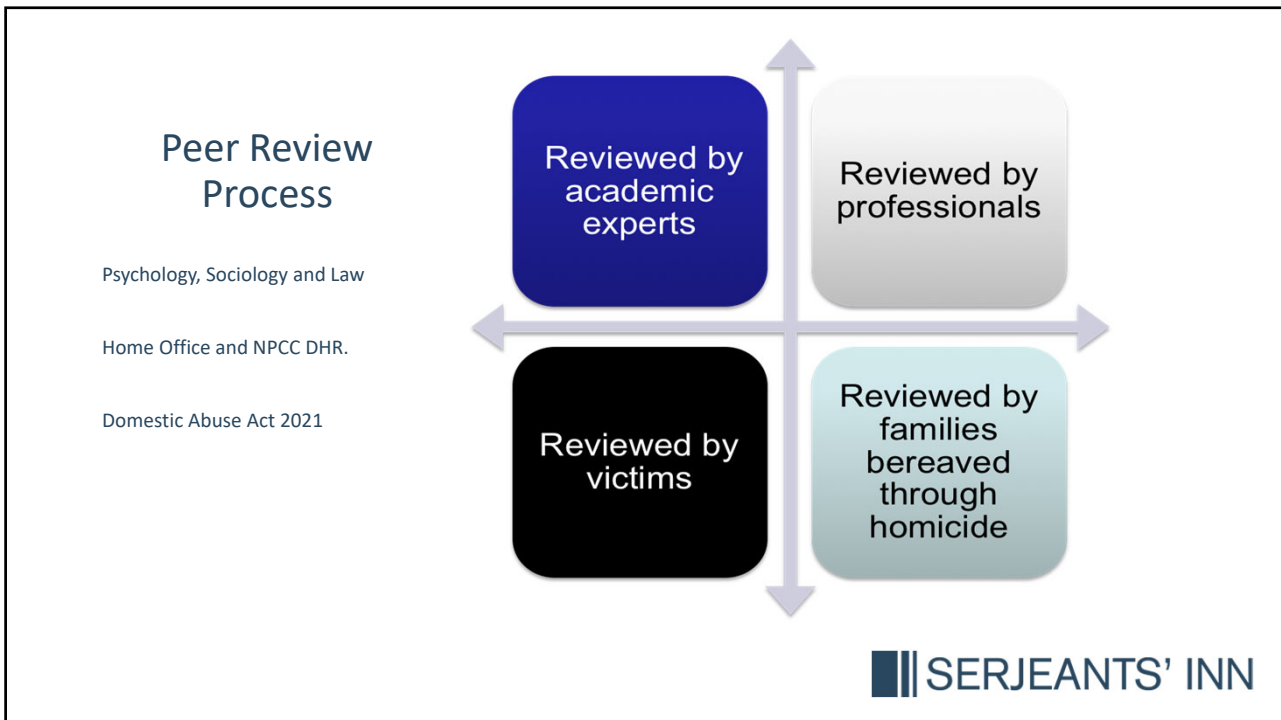 Peer Review
Process
Psychology, Sociology and Law
Home Office and NPCC DHR.
Domestic Abuse Act 2021
Reviewed by
academic
experts
Reviewed by
professionals
Reviewed by
victims
Reviewed by
families
bereaved
through
homicide
SERJEANTS’ INN